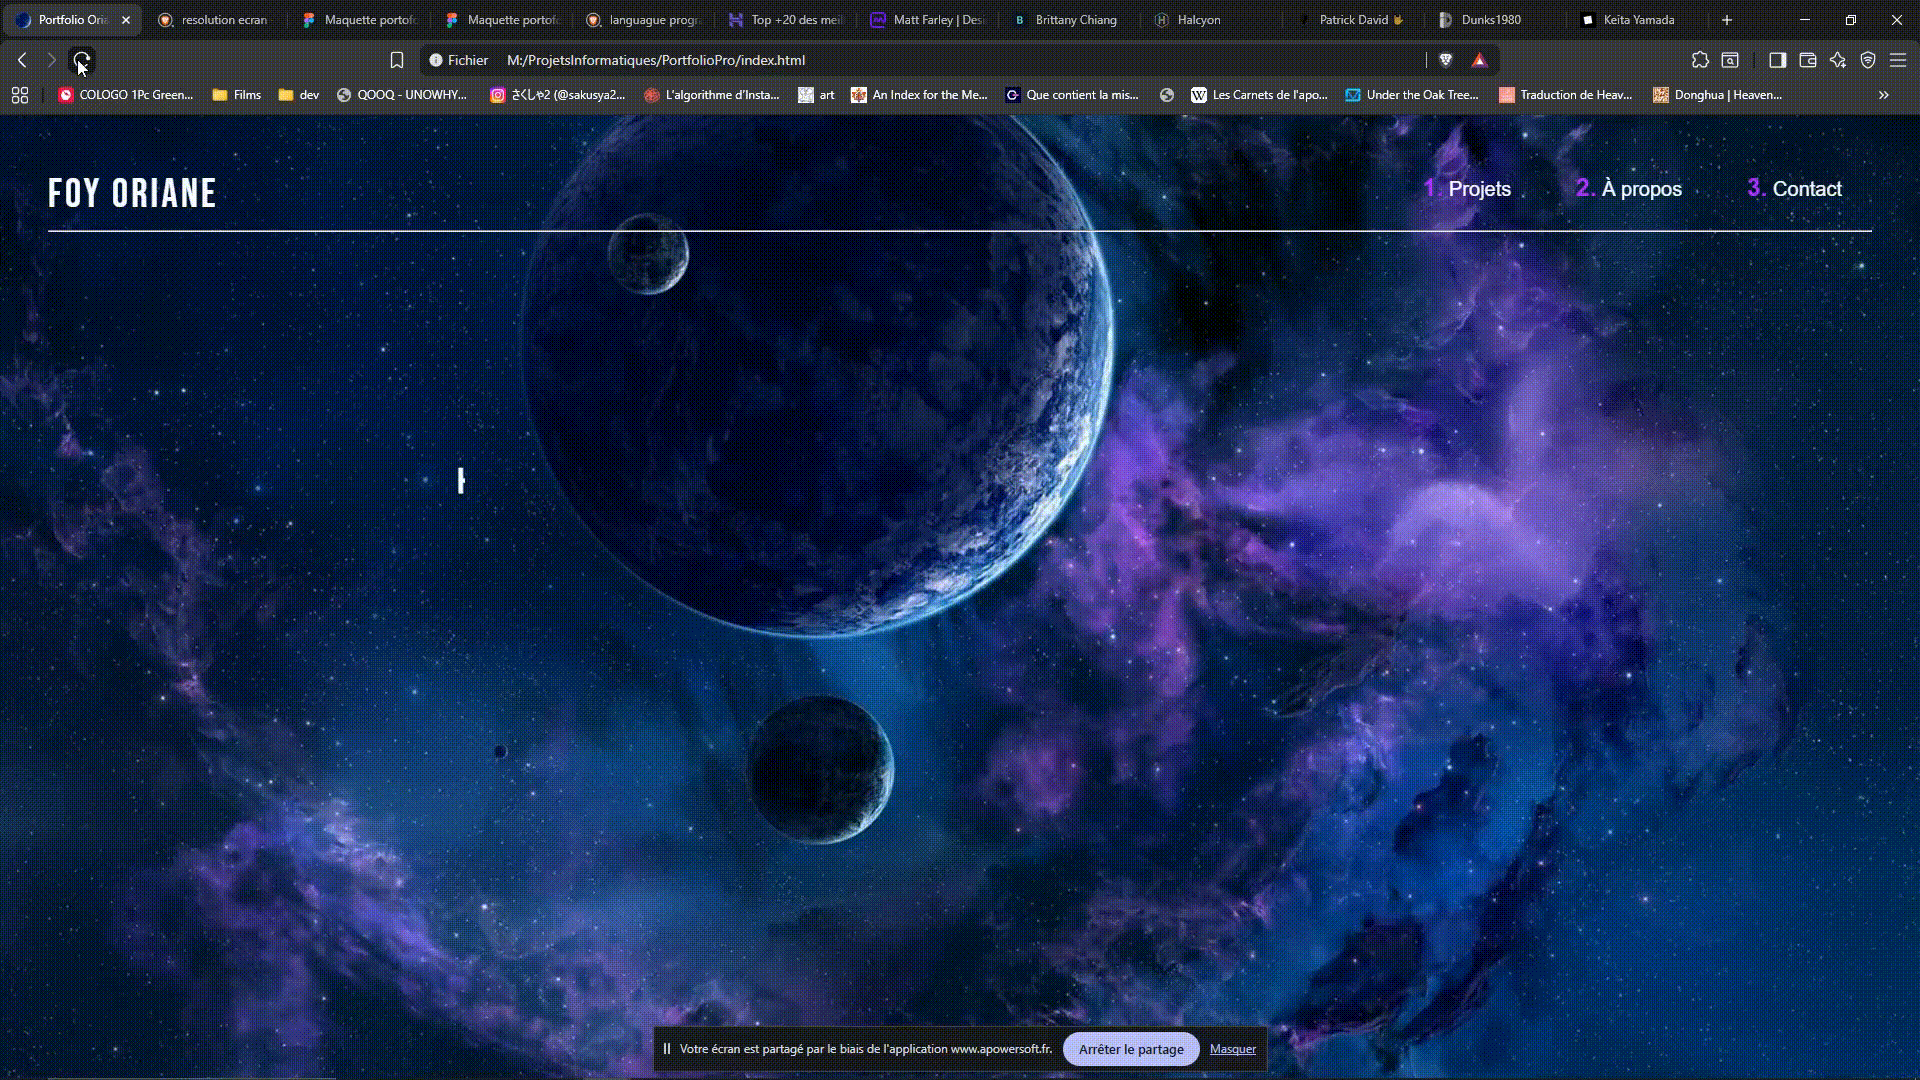 Portfolio Oria
resolution ecran
Maquette portofo
Maquette portofo
languague progra
Top +20 des meil
Matt Farley | Desi
Brittany Chiang
Halcyon
Patrick David
Dunks1980
Keita Yamada
Fichier M:/ProjetsInformatiques/PortfolioPro/index.html
COLOGO 1Pc Green...
Films
dev
QOOQ - UNOWHY...
さくしゃ2 (@sakusya2...
L'algorithme d'Insta...
art
An Index for the Me...
Que contient la mis...
Les Carnets de l'apo...
Under the Oak Tree...
Traduction de Heav...
Donghua | Heaven...
FOY ORIANE
1. Projets
2. À propos
3. Contact
Votre écran est partagé par le biais de l'application www.apowersoft.fr.
Arrêter le partage
Masquer